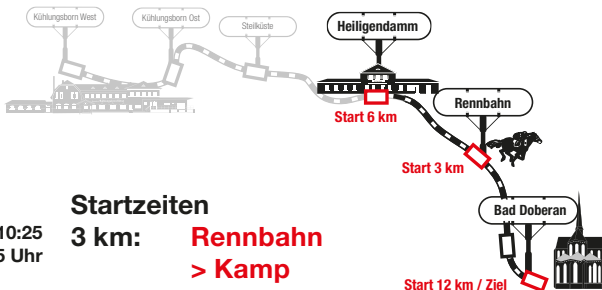 Kühlungsborn West
Kühlungsborn Ost
Steilküste
Heiligendamm
Start 6 km
Rennbahn
Start 3 km
Bad Doberan
Start 12 km / Ziel
Startzeiten
10:25
3 km: Rennbahn
5 Uhr
> Kamp